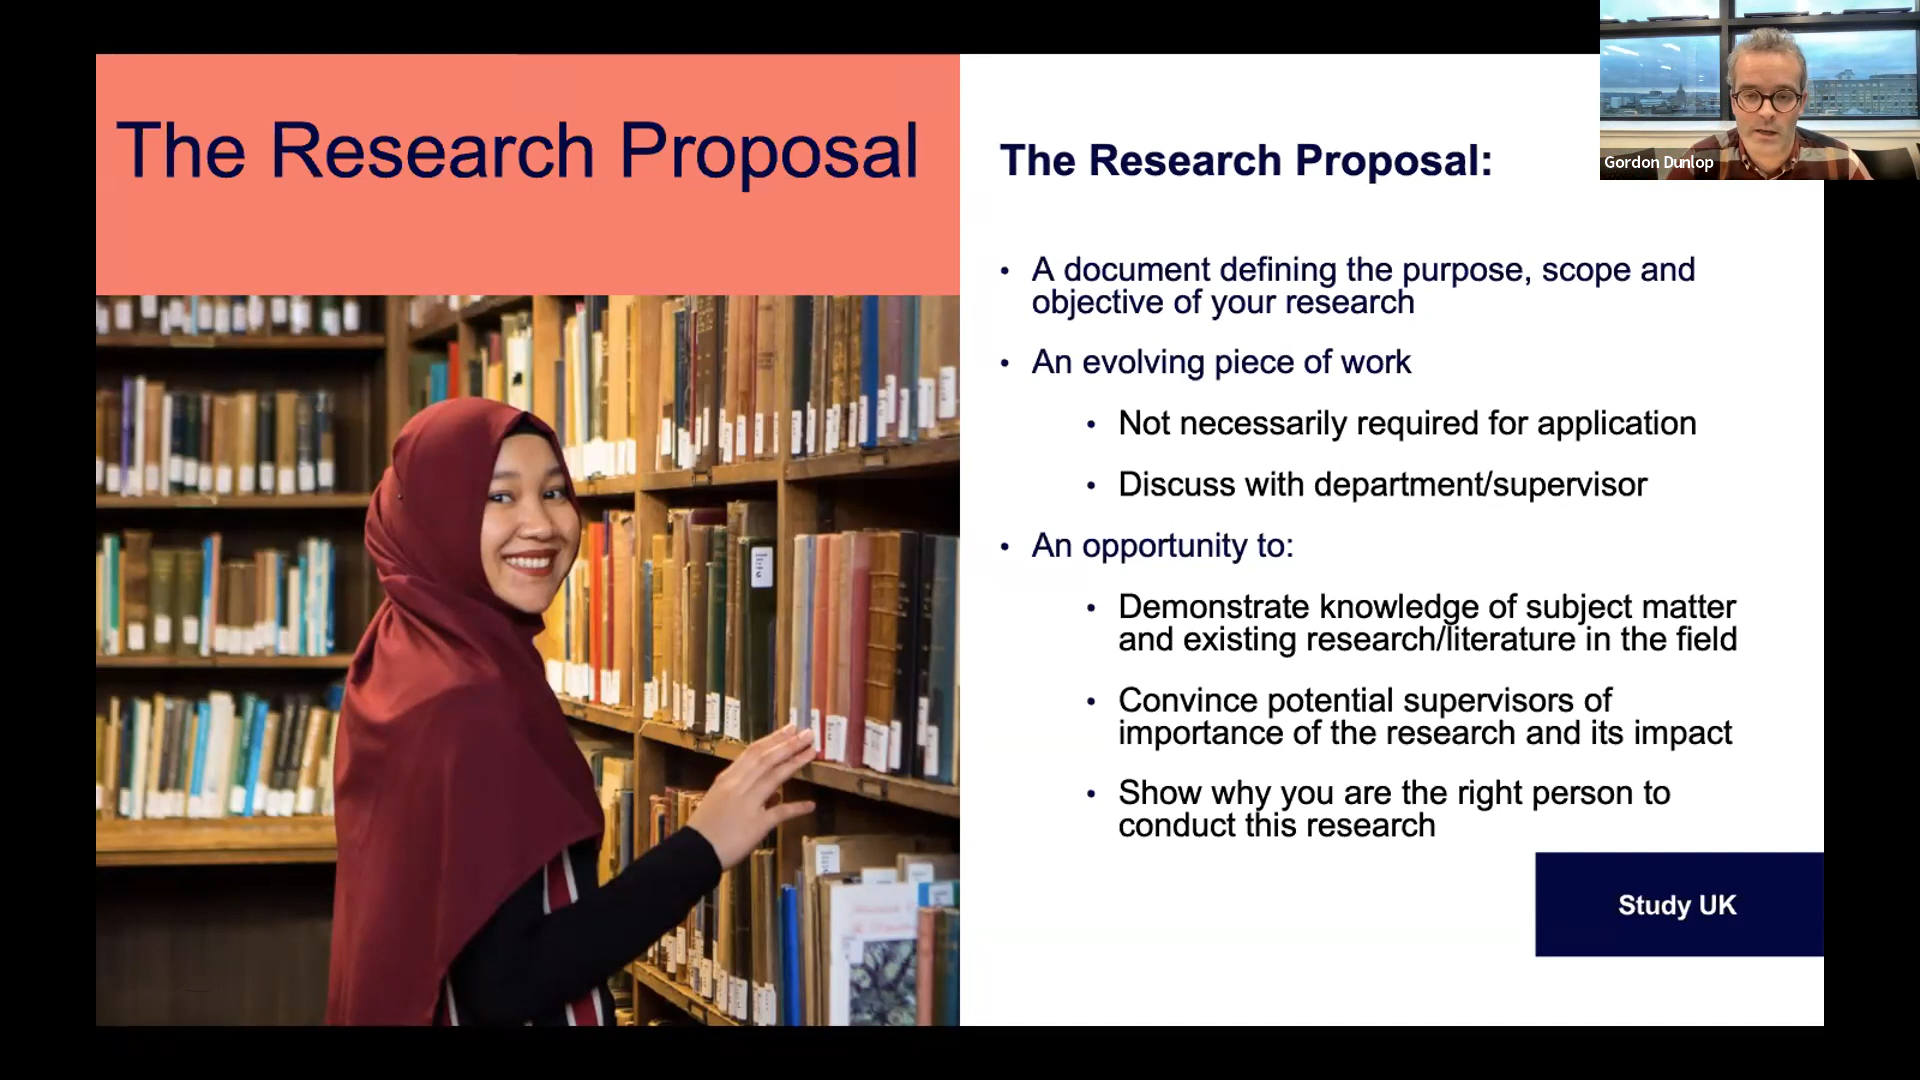 The Research Proposal
The Research Proposal:
Gordon Dunlop
• A document defining the purpose, scope and
objective of your research
• An evolving piece of work
• Not necessarily required for application
• Discuss with department/supervisor
• An opportunity to:
• Demonstrate knowledge of subject matter
and existing research/literature in the field
• Convince potential supervisors of
importance of the research and its impact
• Show why you are the right person to
conduct this research
Study UK